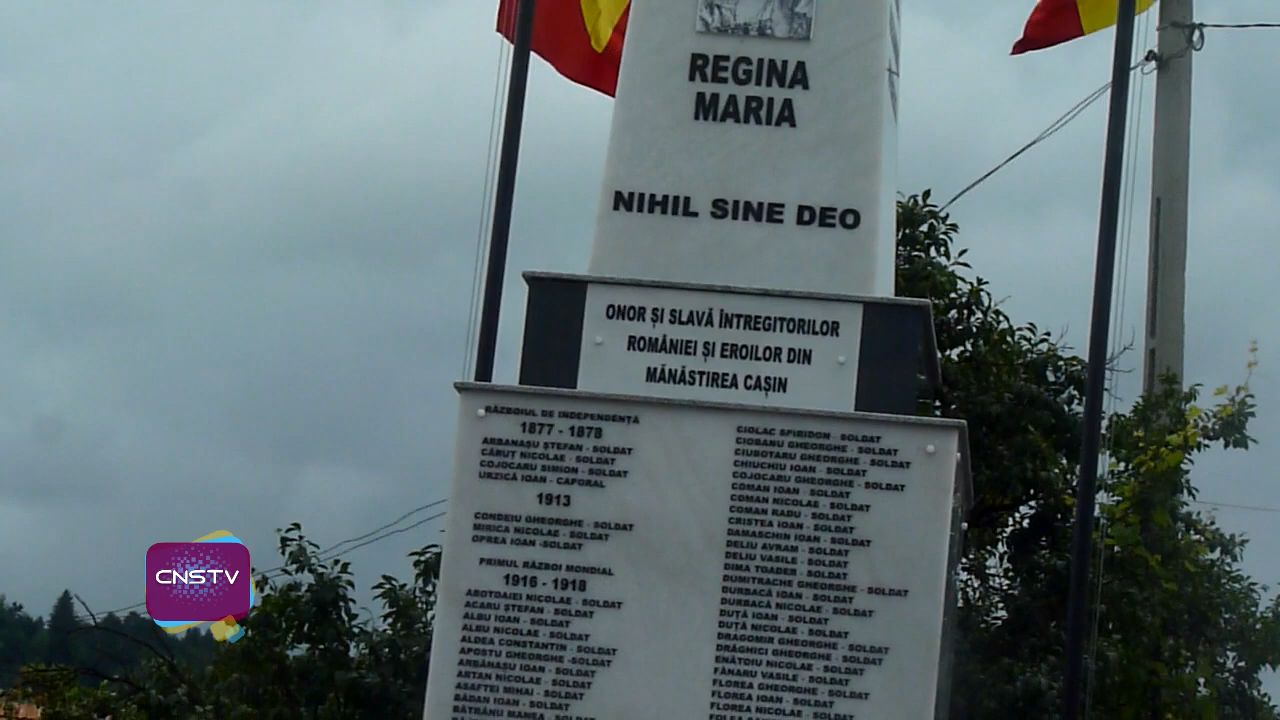 REGINA
MARIA
NIHIL SINE DEO
ONOR ȘI SLAVĂ ÎNTREGITORILOR
ROMÂNIEI ȘI EROILOR DIN
MĂNĂSTIREA CAȘIN
RĂZBOIUL DE INDEPENDENȚĂ
1877 - 1878
ARBANAȘU ȘTEFAN - SOLDAT
CĂRUȚ NICOLAE - SOLDAT
COJOCARU SIMION - SOLDAT
URZICĂ IOAN - CAPORAL
1913
CONDEIU GHEORGHE - SOLDAT
MIRICĂ NICOLAE - SOLDAT
OPREA IOAN -SOLDAT
PRIMUL RĂZBOI MONDIAL
1916 - 1918
ABOTDAIEI NICOLAE - SOLDAT
ACARU ȘTEFAN - SOLDAT
ALBU IOAN - SOLDAT
ALBU NICOLAE - SOLDAT
ALDEA CONSTANTIN - SOLDAT
APOSTU GHEORGHE -SOLDAT
ARBĂNAȘU IOAN - SOLDAT
ARTAN NICOLAE - SOLDAT
ASAFTEI MIHAI - SOLDAT
BĂDAN IOAN - SOLDAT
BĂTRÂNU MANEA - SOLDAT
CIOLAC SPIRIDON - SOLDAT
CIOBANU GHEORGHE - SOLDAT
CIUBOTARU GHEORGHE - SOLDAT
CHIUCHIU IOAN - SOLDAT
COJOCARU GHEORGHE - SOLDAT
COMAN IOAN - SOLDAT
COMAN NICOLAE - SOLDAT
COMAN RADU - SOLDAT
CRISTEA IOAN - SOLDAT
DAMASCHIN IOAN - SOLDAT
DELIU AVRAM - SOLDAT
DELIU VASILE - SOLDAT
DIMA TOADER - SOLDAT
DUMITRACHE GHEORGHE - SOLDAT
DURBACĂ IOAN - SOLDAT
DURBACĂ NICOLAE - SOLDAT
DUȚĂ IOAN - SOLDAT
DUȚĂ NICOLAE - SOLDAT
DRAGOMIR GHEORGHE - SOLDAT
DRĂGHICI GHEORGHE - SOLDAT
ENĂTOIU NICOLAE - SOLDAT
FĂNARU VASILE - SOLDAT
FLOREA GHEORGHE - SOLDAT
FLOREA IOAN - SOLDAT
FLOREA NICOLAE - SOLDAT
CNSTV